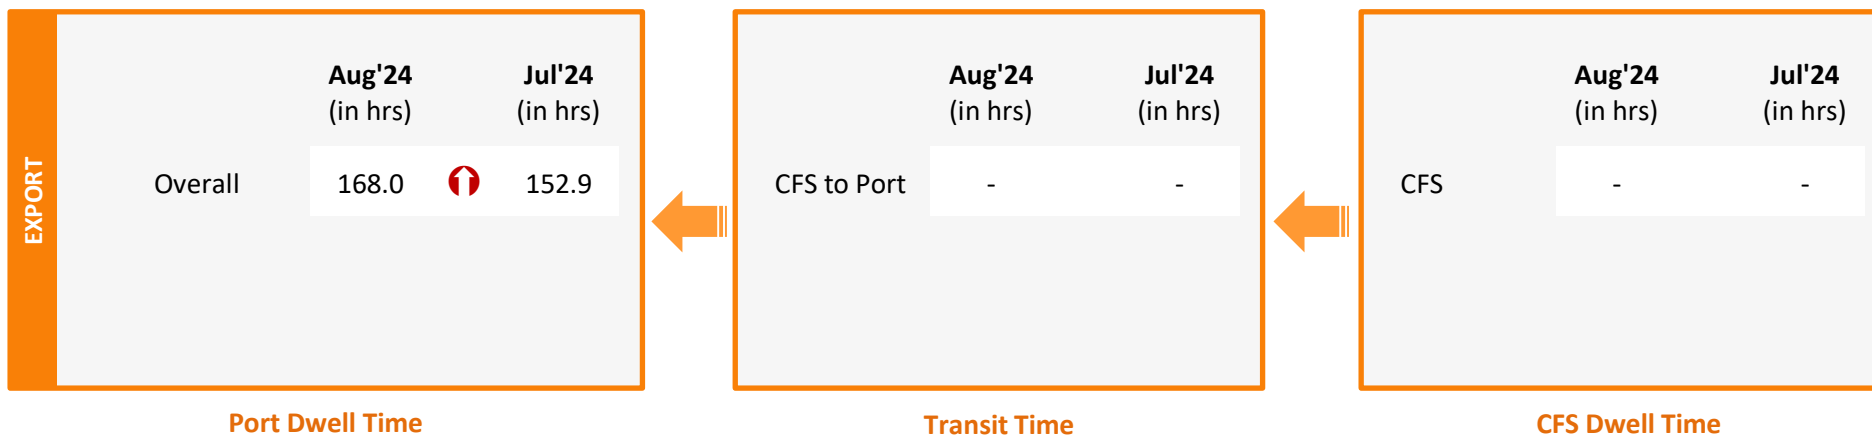 EXPORT
Aug'24 Jul'24
(in hrs) (in hrs)
Overall 168.0 152.9
Port Dwell Time
Aug'24 Jul'24
(in hrs) (in hrs)
CFS to Port - -
Transit Time
Aug'24 Jul'24
(in hrs) (in hrs)
CFS - -
CFS Dwell Time